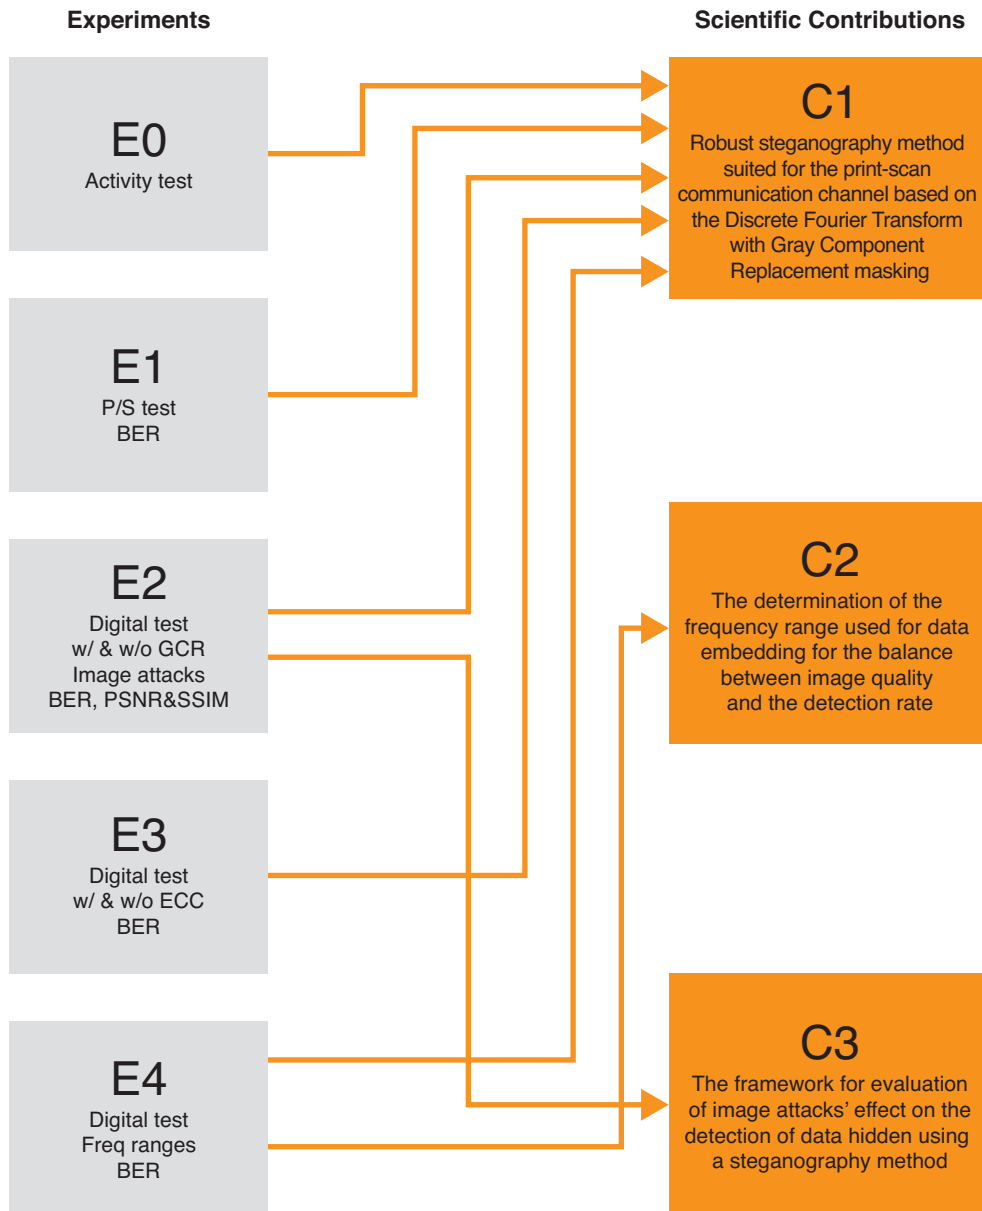 Experiments
Scientific Contributions
E0
Activity test
E1
P/S test
BER
E2
Digital test
w/ & w/o GCR
Image attacks
BER, PSNR&SSIM
E3
Digital test
w/ & w/o ECC
BER
E4
Digital test
Freq ranges
BER
C1
Robust steganography method
suited for the print-scan
communication channel based on
the Discrete Fourier Transform
with Gray Component
Replacement masking
C2
The determination of the
frequency range used for data
embedding for the balance
between image quality
and the detection rate
C3
The framework for evaluation
of image attacks’ effect on the
detection of data hidden using
a steganography method